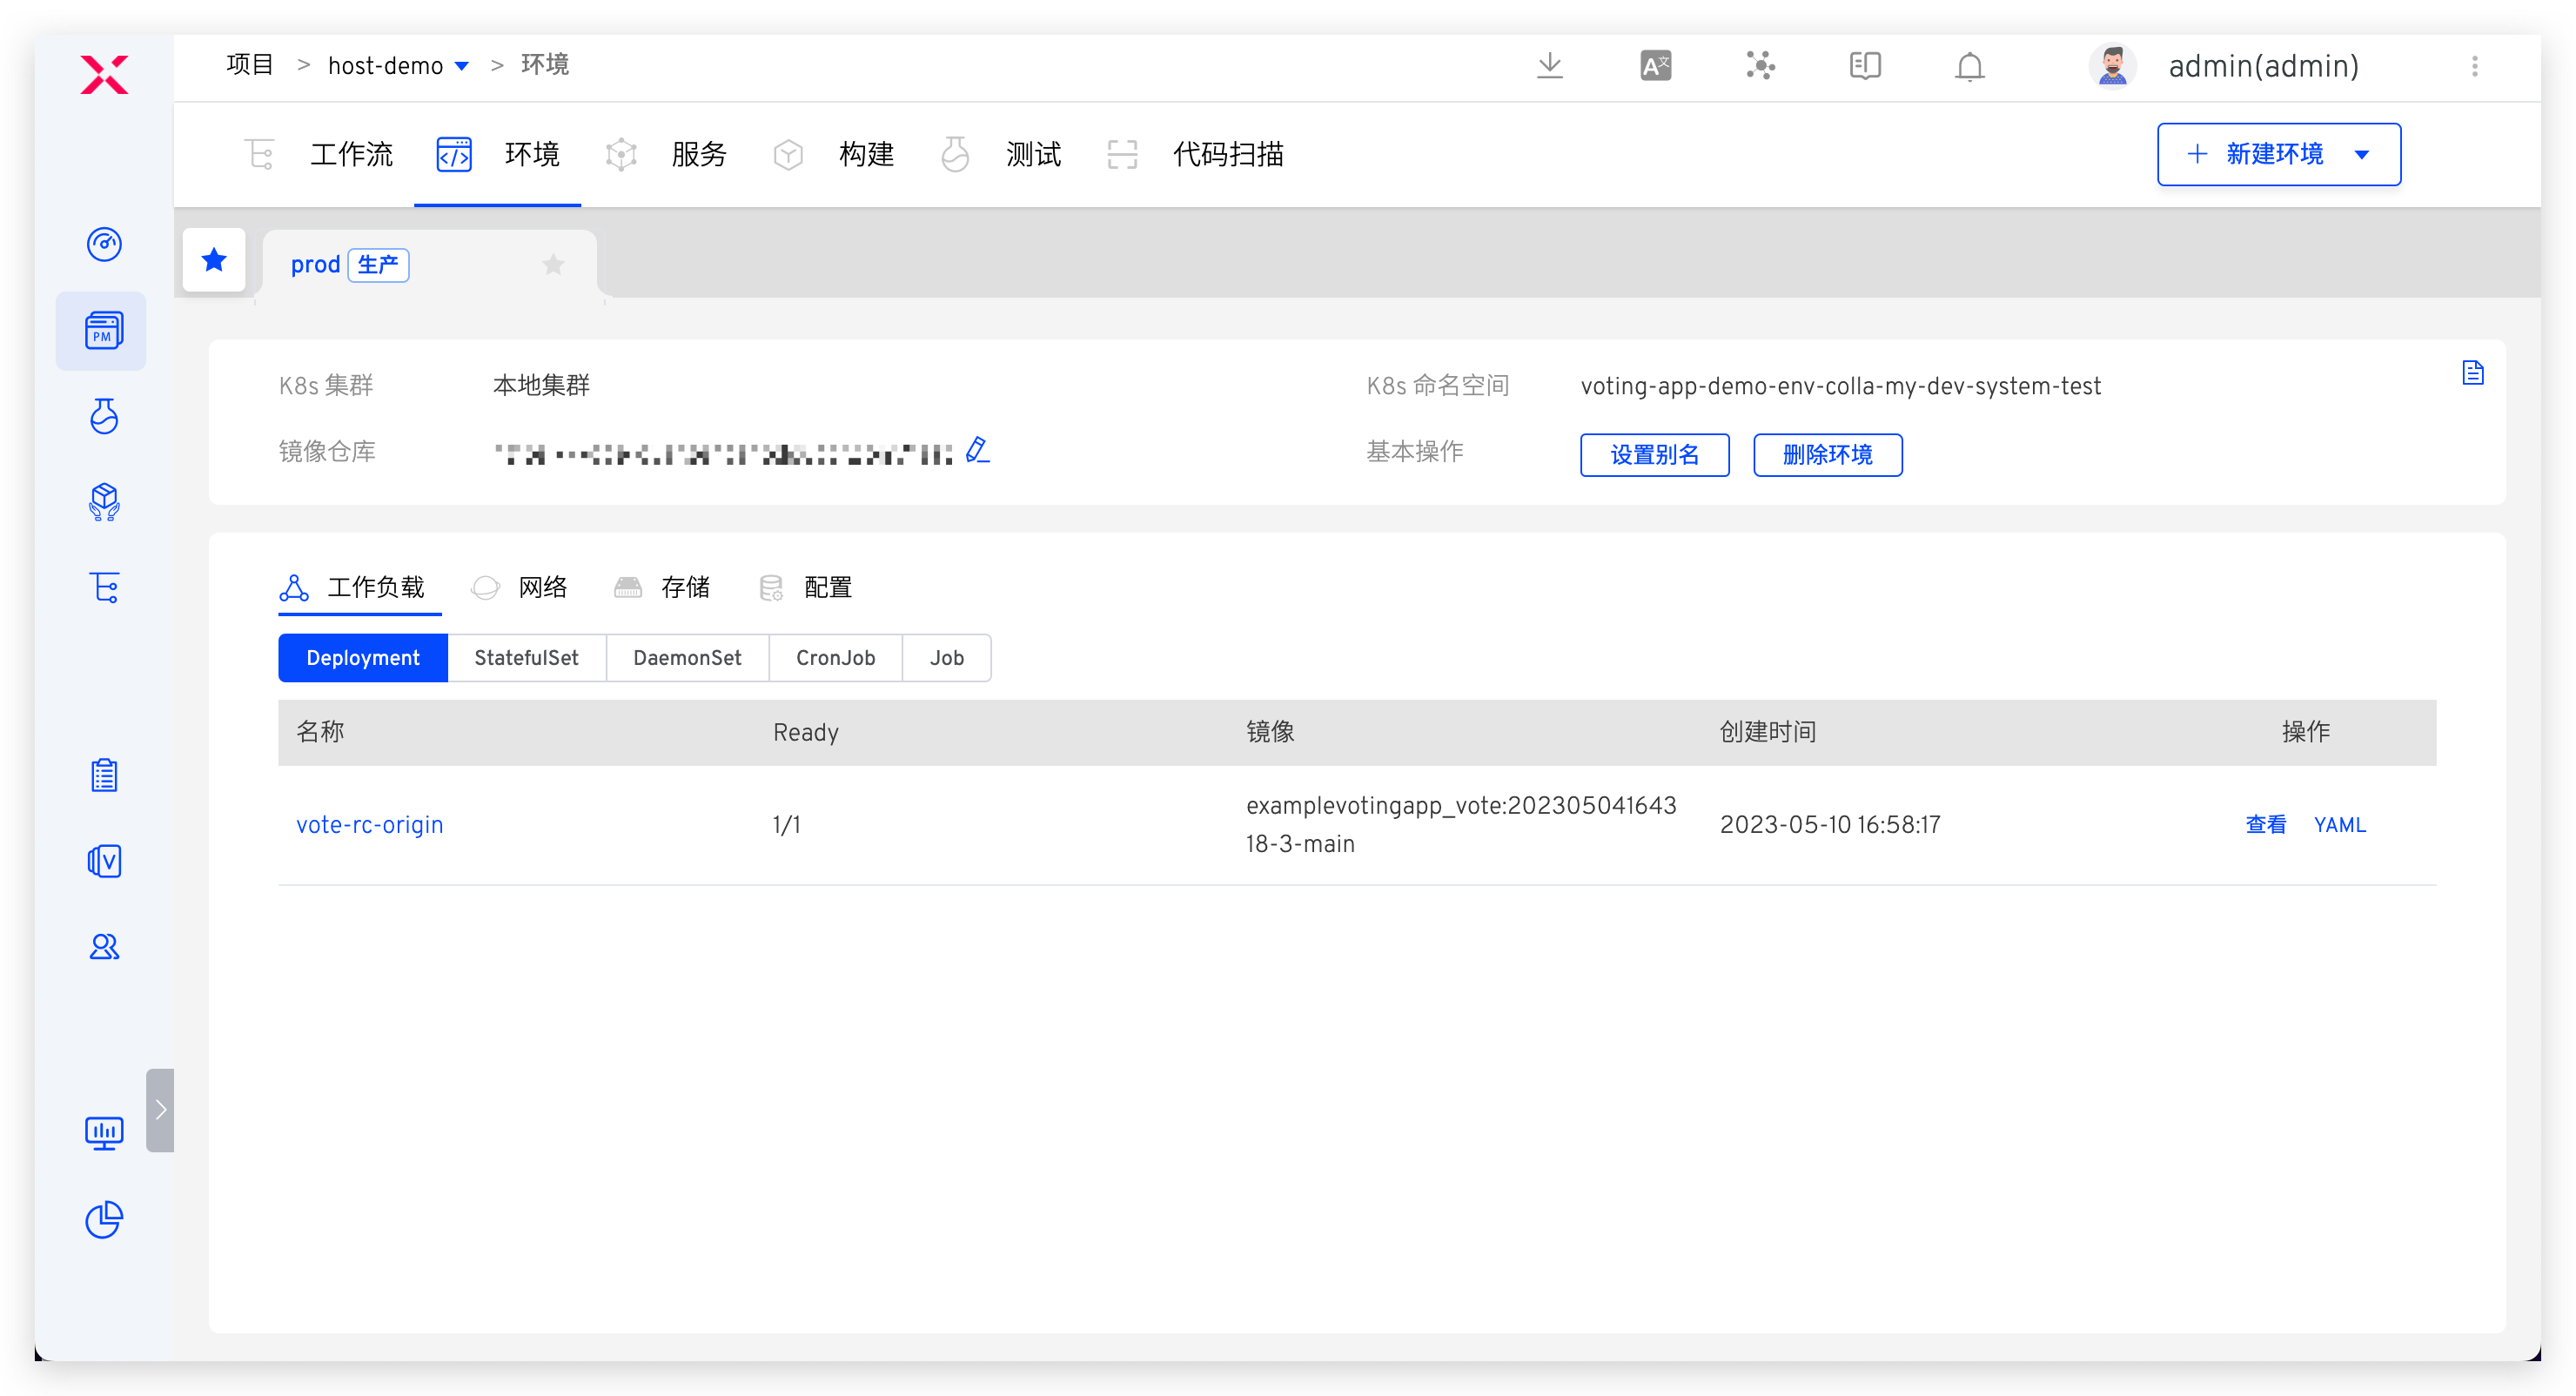 项目 > host-demo > 环境
A文
admin(admin)
工作流 环境 服务 构建 测试 代码扫描
+ 新建环境
prod 生产
PM
K8s 集群 本地集群 K8s 命名空间 voting-app-demo-env-colla-my-dev-system-test
镜像仓库 基本操作 设置别名 删除环境
工作负载 网络 存储 配置
Deployment StatefulSet DaemonSet CronJob Job
名称 Ready 镜像 创建时间 操作
vote-rc-origin 1/1 examplevotingapp_vote:202305041643
18-3-main 2023-05-10 16:58:17 查看 YAML
V